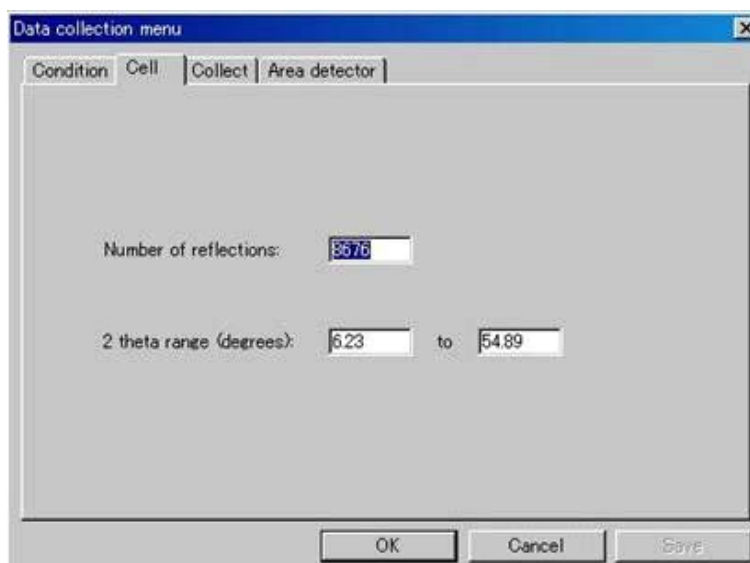 Data collection menu
Condition Cell Collect Area detector
Number of reflections: 8676
2 theta range (degrees): 6.23 to 54.89
OK Cancel Save